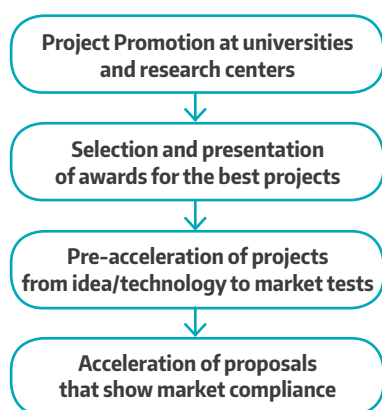 Project Promotion at universities
and research centers
Selection and presentation
of awards for the best projects
Pre-acceleration of projects
from idea/technology to market tests
Acceleration of proposals
that show market compliance